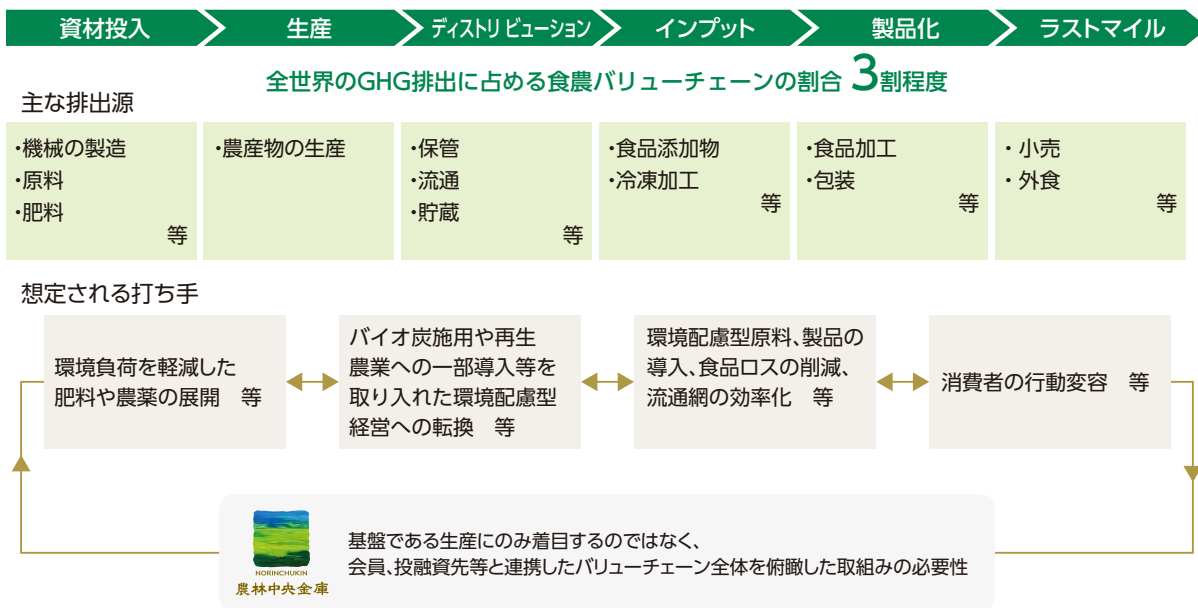 資材投入
生産
ディストリビューション
インプット
製品化
ラストマイル
全世界のGHG排出に占める食農バリューチェーンの割合 3割程度
主な排出源
・機械の製造
・原料
・肥料
等
・農産物の生産
・保管
・流通
・貯蔵
等
・食品添加物
・冷凍加工
等
・食品加工
・包装
等
・小売
・外食
等
想定される打ち手
環境負荷を軽減した
肥料や農薬の展開 等
バイオ炭施用や再生
農業への一部導入等を
取り入れた環境配慮型
経営への転換 等
環境配慮型原料、製品の
導入、食品ロスの削減、
流通網の効率化 等
消費者の行動変容 等
NORINCHUKIN
農林中央金庫
基盤である生産にのみ着目するのではなく、
会員、投融資先等と連携したバリューチェーン全体を俯瞰した取組みの必要性